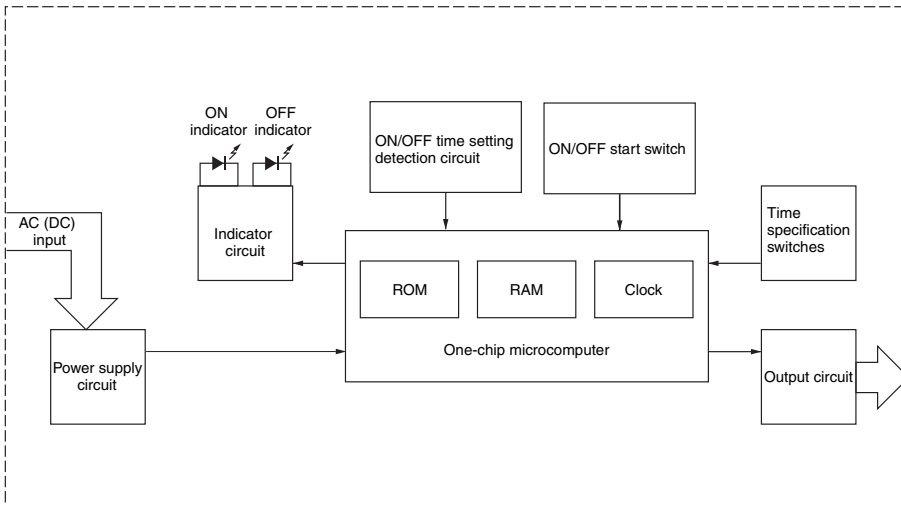 ON
indicator
OFF
indicator
ON/OFF time setting
detection circuit
ON/OFF start switch
AC (DC)
input
Indicator
circuit
Time
specification
switches
ROM
RAM
Clock
One-chip microcomputer
Power supply
circuit
Output circuit